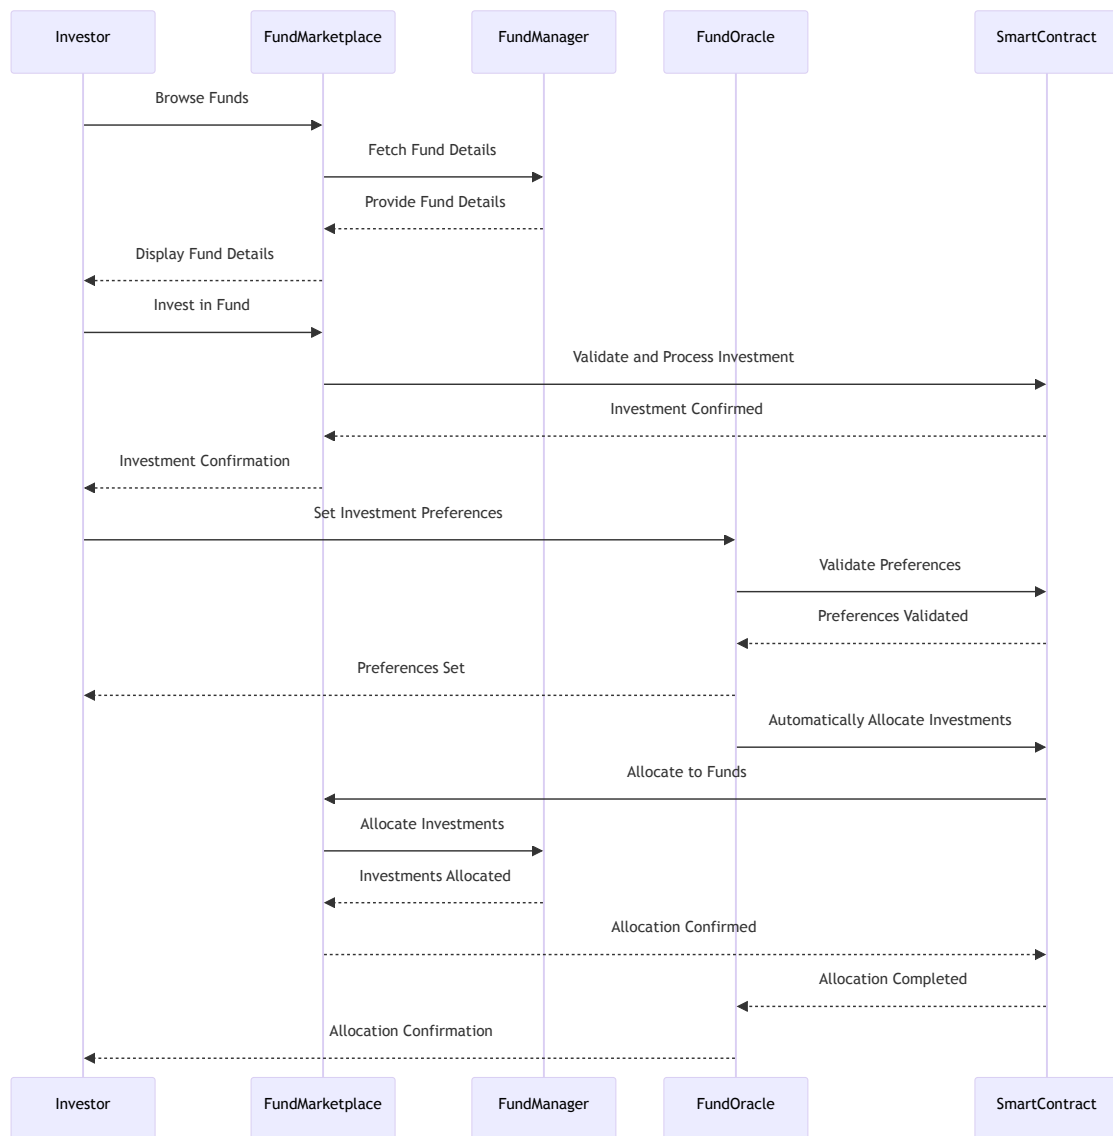 Investor
FundMarketplace
FundManager
FundOracle
SmartContract
Browse Funds
Fetch Fund Details
Provide Fund Details
Display Fund Details
Invest in Fund
Validate and Process Investment
Investment Confirmed
Investment Confirmation
Set Investment Preferences
Validate Preferences
Preferences Validated
Preferences Set
Automatically Allocate Investments
Allocate to Funds
Allocate Investments
Investments Allocated
Allocation Confirmed
Allocation Completed
Allocation Confirmation
Investor
FundMarketplace
FundManager
FundOracle
SmartContract